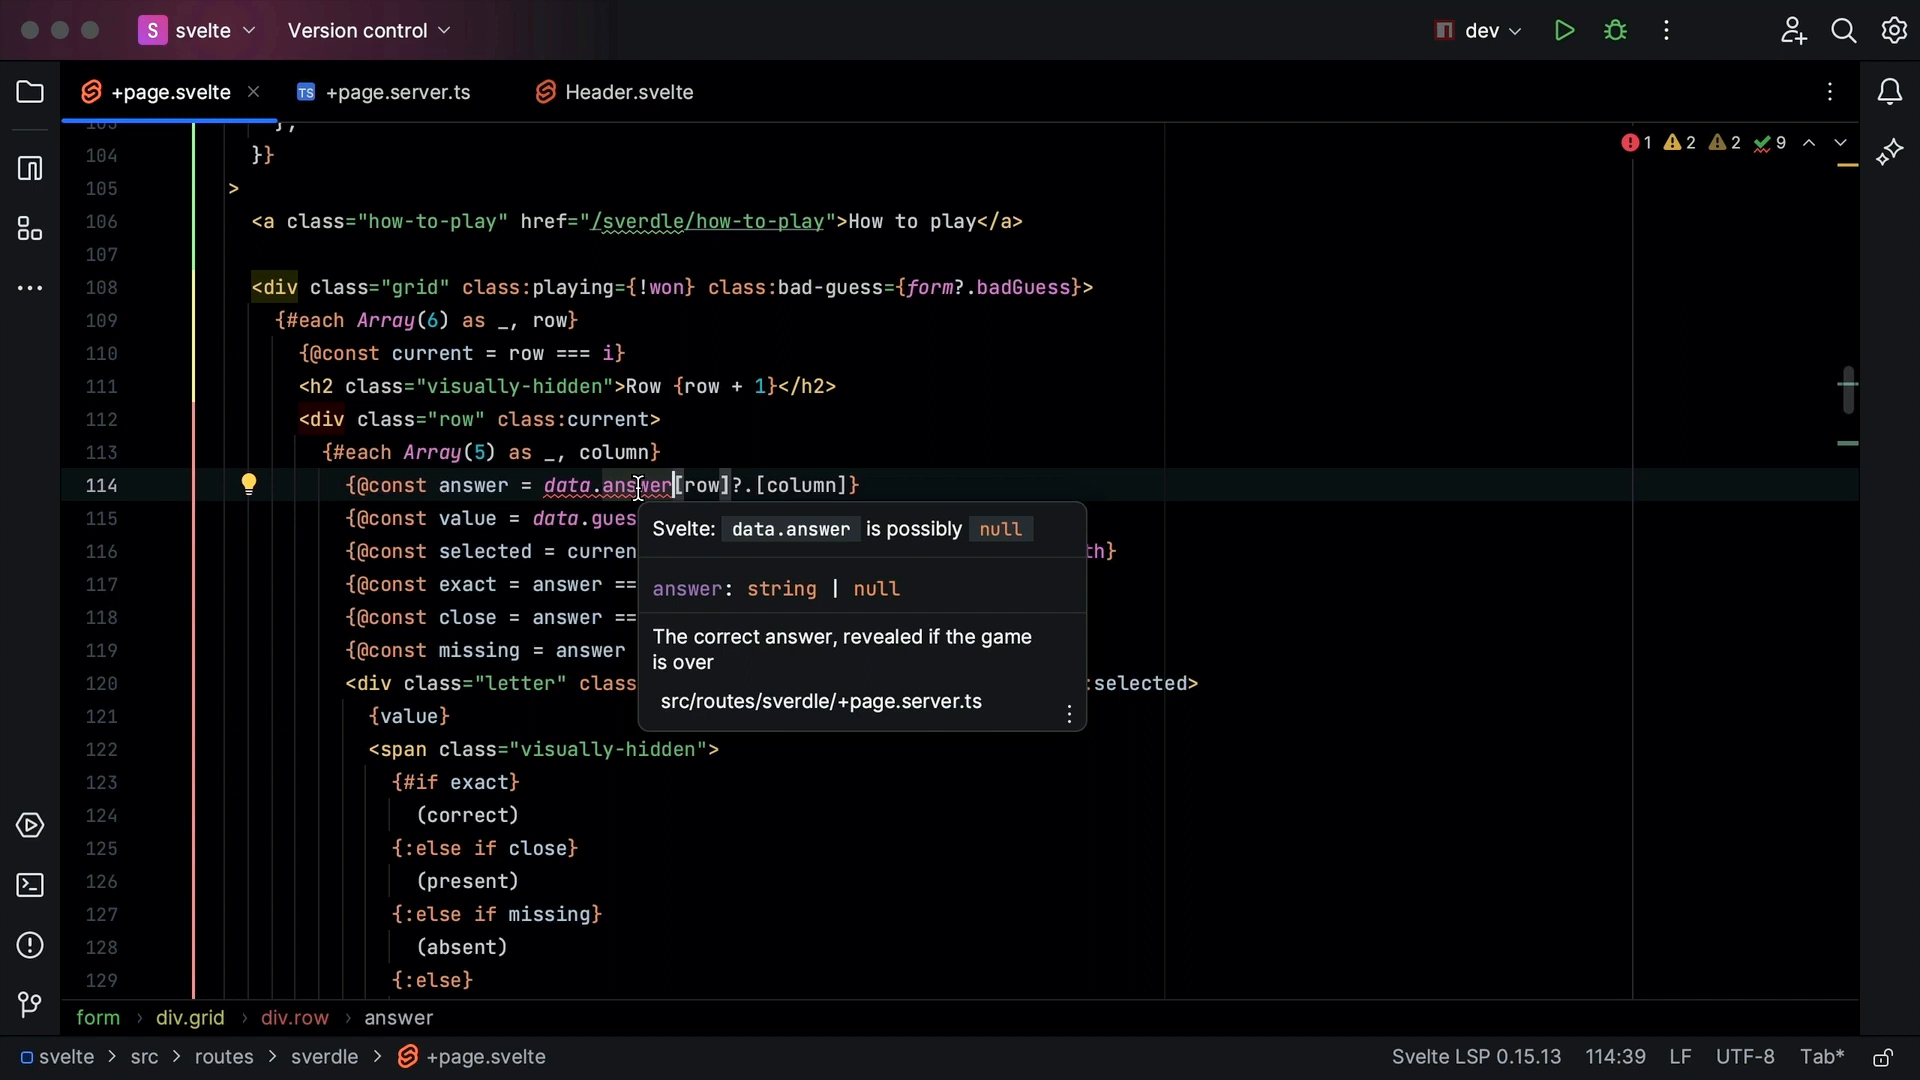 S svelte Version control dev
+page.svelte TS +page.server.ts Header.svelte
1 2 2 9
103 },
104 }}
105 >
106 <a class="how-to-play" href="/sverdle/how-to-play">How to play</a>
107
108 <div class="grid" class:playing={!won} class:bad-guess={form?.badGuess}>
109 {#each Array(6) as _, row}
110 {@const current = row === i}
111 <h2 class="visually-hidden">Row {row + 1}</h2>
112 <div class="row" class:current>
113 {#each Array(5) as _, column}
114 {@const answer = data.answer[row]?.[column]}
115 {@const value = data.gues
116 {@const selected = curren th}
117 {@const exact = answer ==
118 {@const close = answer ==
119 {@const missing = answer
120 <div class="letter" class :selected>
121 {value}
122 <span class="visually-hidden">
123 {#if exact}
124 (correct)
125 {:else if close}
126 (present)
127 {:else if missing}
128 (absent)
129 {:else}
Svelte: data.answer is possibly null
answer: string | null
The correct answer, revealed if the game
is over
src/routes/sverdle/+page.server.ts
form › div.grid › div.row › answer
svelte > src > routes > sverdle > +page.svelte Svelte LSP 0.15.13 114:39 LF UTF-8 Tab*